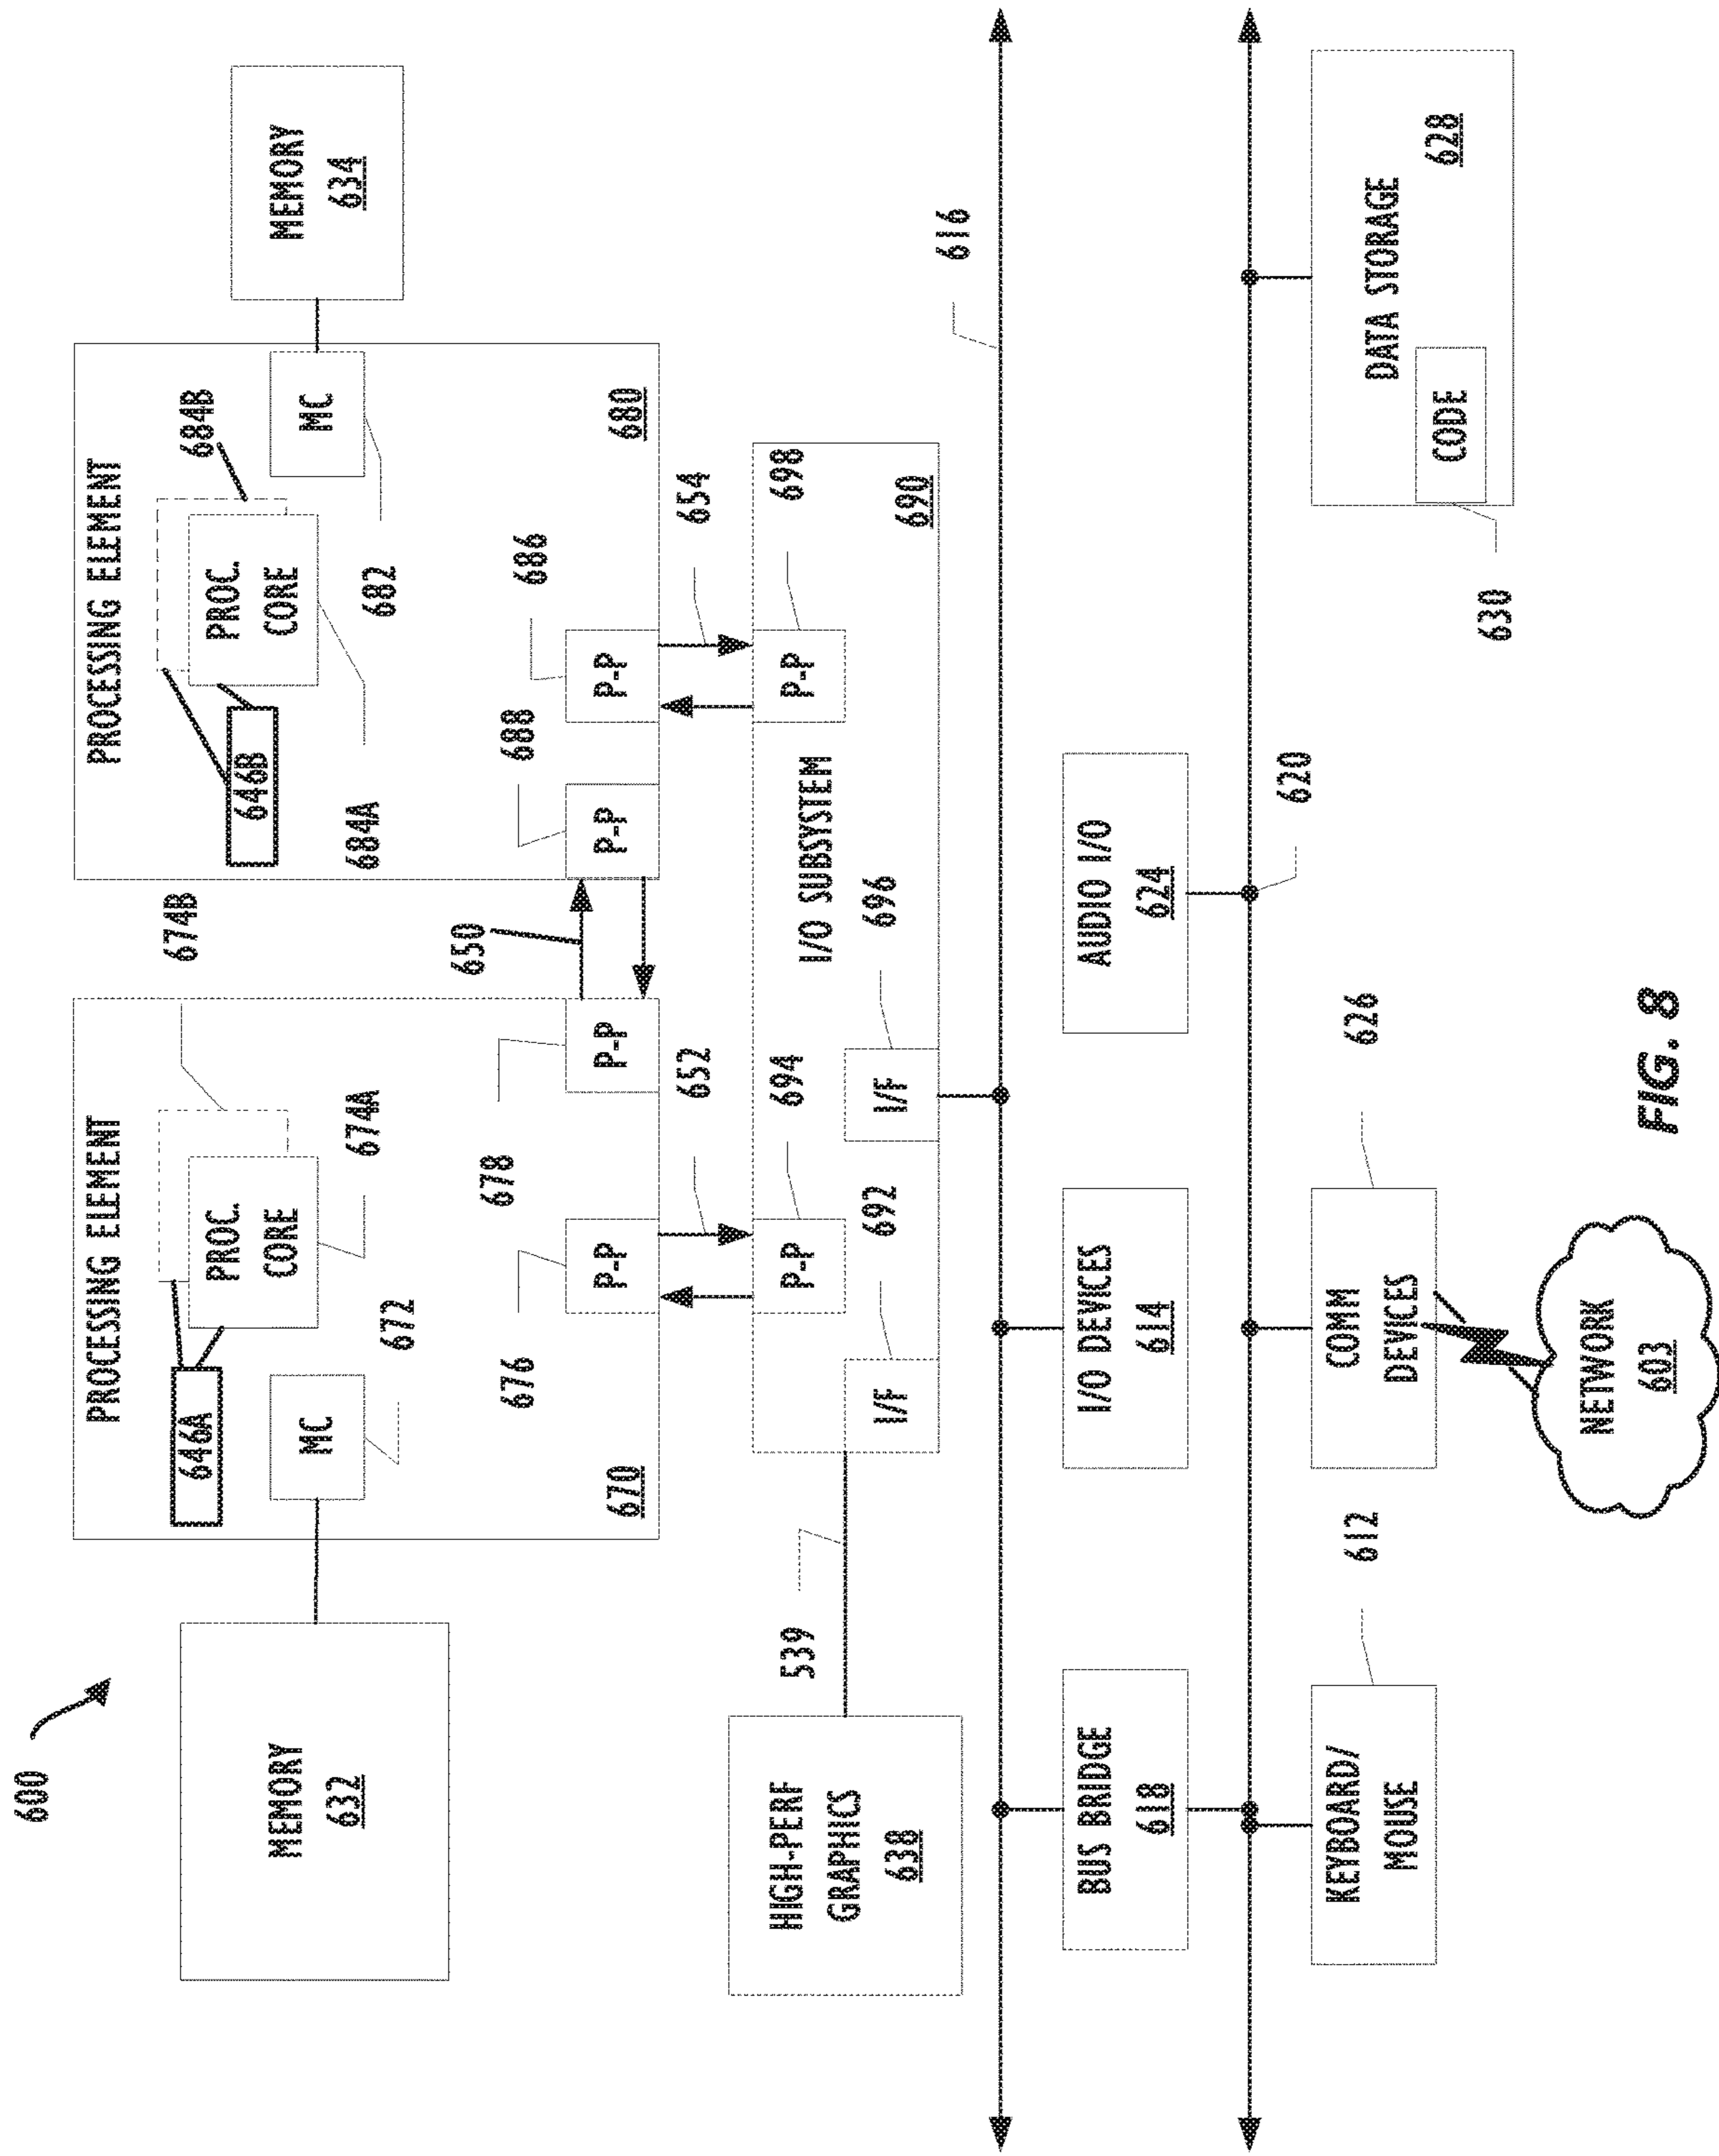 600
PROCESSING ELEMENT
646A
PROC.
CORE
674B
674A
MC
672
670
676
P-P
678
P-P
MEMORY
632
650
PROCESSING ELEMENT
646B
PROC.
CORE
684B
684A
MC
682
680
688
P-P
686
P-P
MEMORY
634
652
654
HIGH-PERF
GRAPHICS
638
539
I/O SUBSYSTEM
690
P-P
694
P-P
698
I/F
692
I/F
696
616
BUS BRIDGE
618
I/O DEVICES
614
AUDIO I/O
624
620
KEYBOARD/
MOUSE
612
COMM
DEVICES
626
DATA STORAGE
628
CODE
630
NETWORK
603
FIG. 8